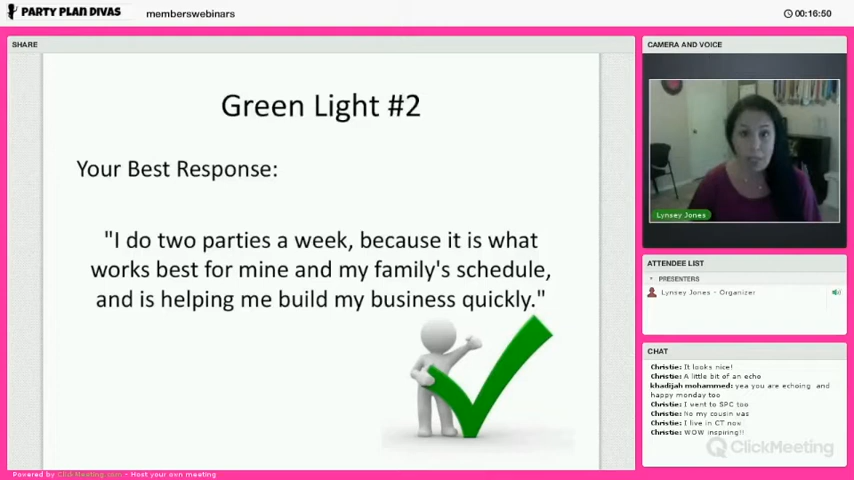 PARTY PLAN DIVAS
memberswebinars
00:16:50
SHARE
Green Light #2
Your Best Response:
"I do two parties a week, because it is what
works best for mine and my family's schedule,
and is helping me build my business quickly."
CAMERA AND VOICE
Lynsey Jones
ATTENDEE LIST
PRESENTERS
Lynsey Jones - Organizer
CHAT
Christie: It looks nice!
Christie: A little bit of an echo
khadijah mohammed: yea you are echoing and
happy monday too
Christie: I went to SPC too
Christie: No my cousin was
Christie: I live in CT now
Christie: WOW inspiring!!
ClickMeeting
Powered by ClickMeeting.com - Host your own meeting